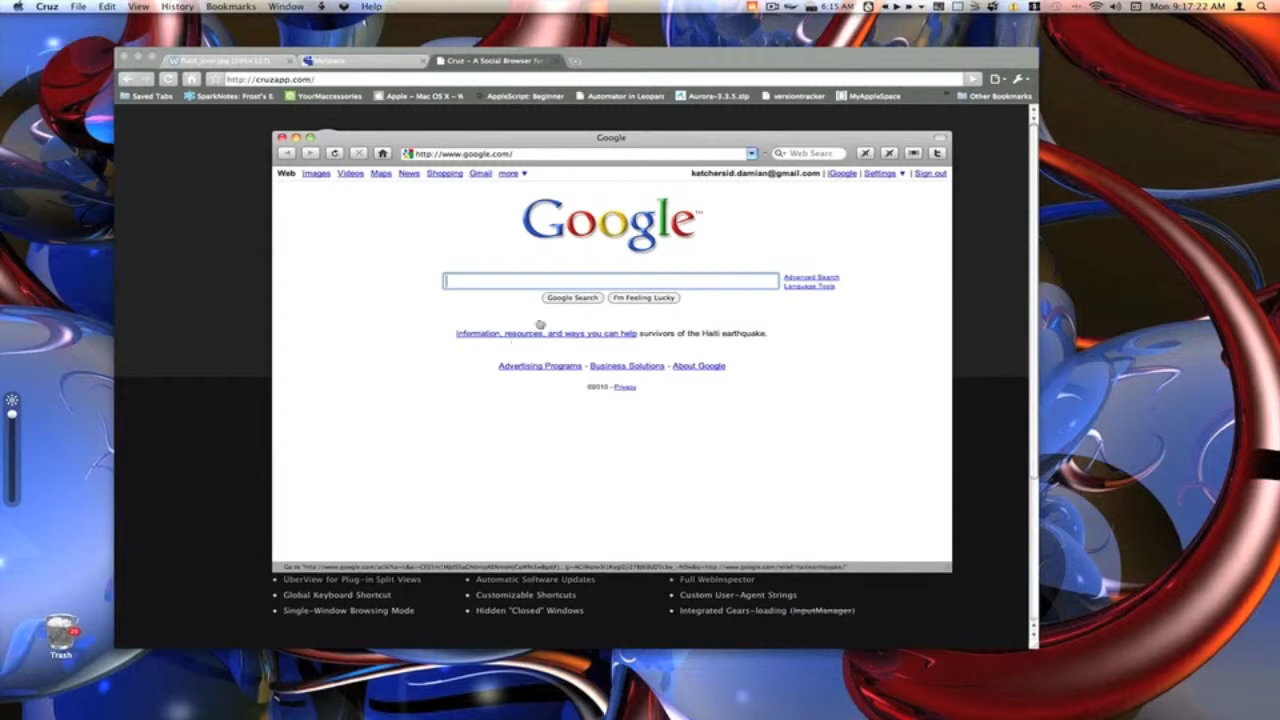 Cruz File Edit View History Bookmarks Window Help 6:15 AM Mon 9:17:22 AM
Myspace Cruz – A Social Browser for
http://cruzapp.com/
Saved Tabs SparkNotes: Frost's E YourMaccessories Apple – Mac OS X – W AppleScript: Beginner Automator in Leopard Aurora-3.3.5.zip versiontracker MyAppleSpace Other Bookmarks
Google
http://www.google.com/ Web Searc
Web Images Videos Maps News Shopping Gmail more ▼ ketchersid.damian@gmail.com | iGoogle | Settings ▼ | Sign out
Google™
Advanced Search
Language Tools
Google Search I'm Feeling Lucky
Information, resources, and ways you can help survivors of the Haiti earthquake.
Advertising Programs - Business Solutions - About Google
©2010 - Privacy
UberView for Plug-in Split Views Automatic Software Updates Full WebInspector
Global Keyboard Shortcut Customizable Shortcuts Custom User-Agent Strings
Single-Window Browsing Mode Hidden "Closed" Windows Integrated Gears-loading (InputManager)
Trash